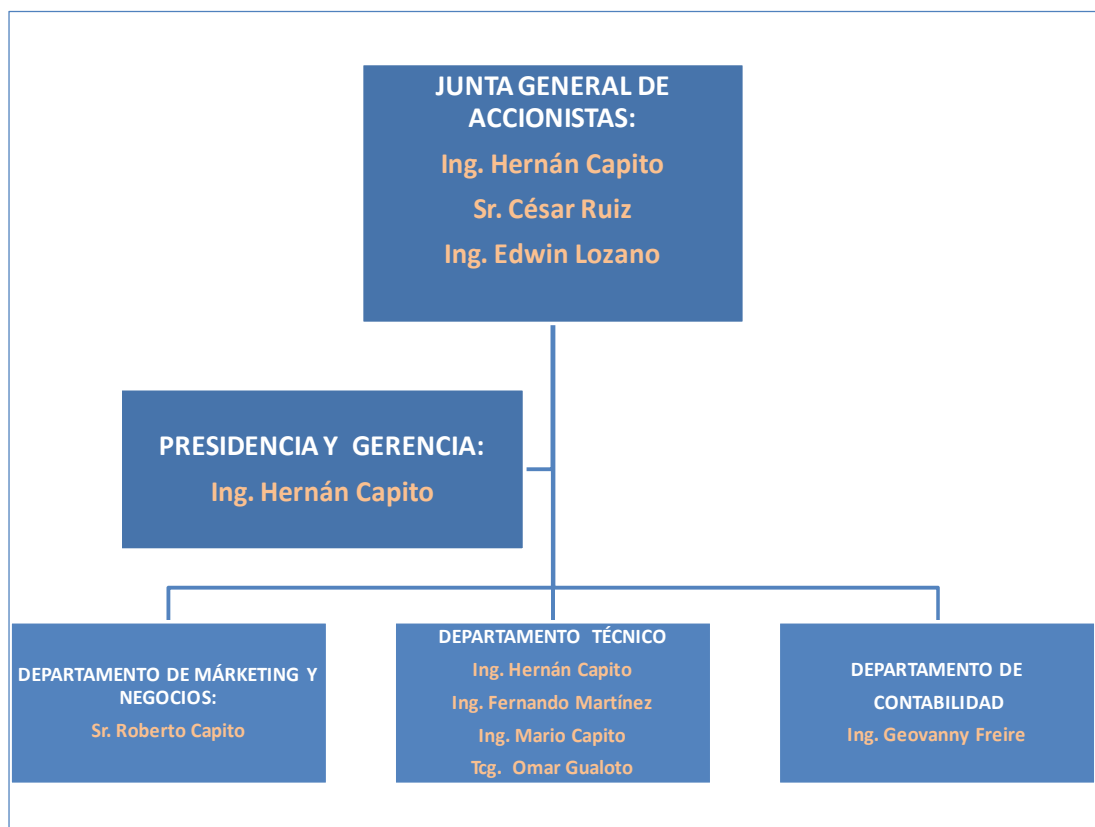 JUNTA GENERAL DE
ACCIONISTAS:
Ing. Hernán Capito
Sr. César Ruiz
Ing. Edwin Lozano
PRESIDENCIA Y GERENCIA:
Ing. Hernán Capito
DEPARTAMENTO DE MÁRKETING Y
NEGOCIOS:
Sr. Roberto Capito
DEPARTAMENTO TÉCNICO
Ing. Hernán Capito
Ing. Fernando Martínez
Ing. Mario Capito
Tcg. Omar Gualoto
DEPARTAMENTO DE
CONTABILIDAD
Ing. Geovanny Freire